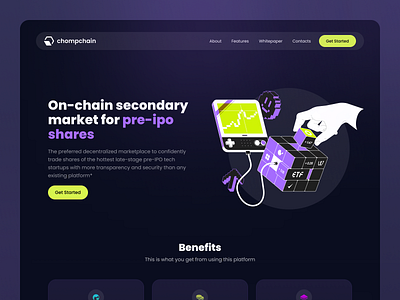 chompchain
About Features Whitepaper Contacts Get Started
On-chain secondary
market for pre-ipo
shares
The preferred decentralized marketplace to confidently
trade shares of the hottest late-stage pre-IPO tech
startups with more transparency and security than any
existing platform*
Get Started
ETF
Benefits
This is what you get from using this platform